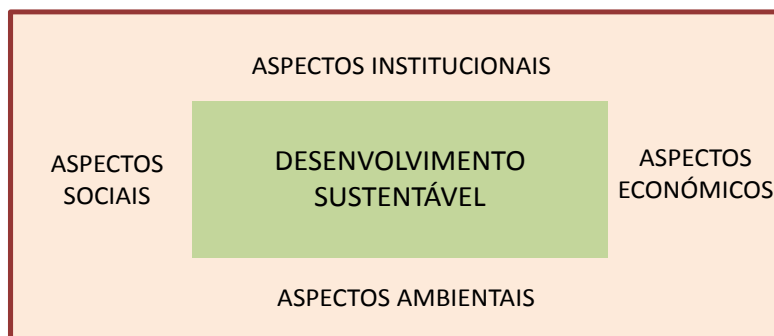 ASPECTOS INSTITUCIONAIS
ASPECTOS
SOCIAIS
DESENVOLVIMENTO
SUSTENTÁVEL
ASPECTOS
ECONÓMICOS
ASPECTOS AMBIENTAIS